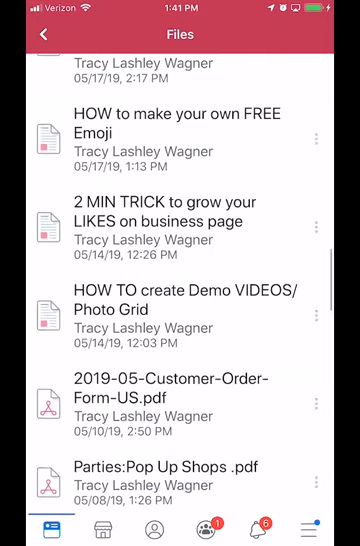 Verizon 1:41 PM
Files
Tracy Lashley Wagner
05/17/19, 2:17 PM
HOW to make your own FREE
Emoji
Tracy Lashley Wagner
05/17/19, 1:13 PM
2 MIN TRICK to grow your
LIKES on business page
Tracy Lashley Wagner
05/14/19, 12:26 PM
HOW TO create Demo VIDEOS/
Photo Grid
Tracy Lashley Wagner
05/14/19, 12:03 PM
2019-05-Customer-Order-
Form-US.pdf
Tracy Lashley Wagner
05/10/19, 2:50 PM
Parties:Pop Up Shops .pdf
Tracy Lashley Wagner
05/08/19, 1:26 PM
1 6